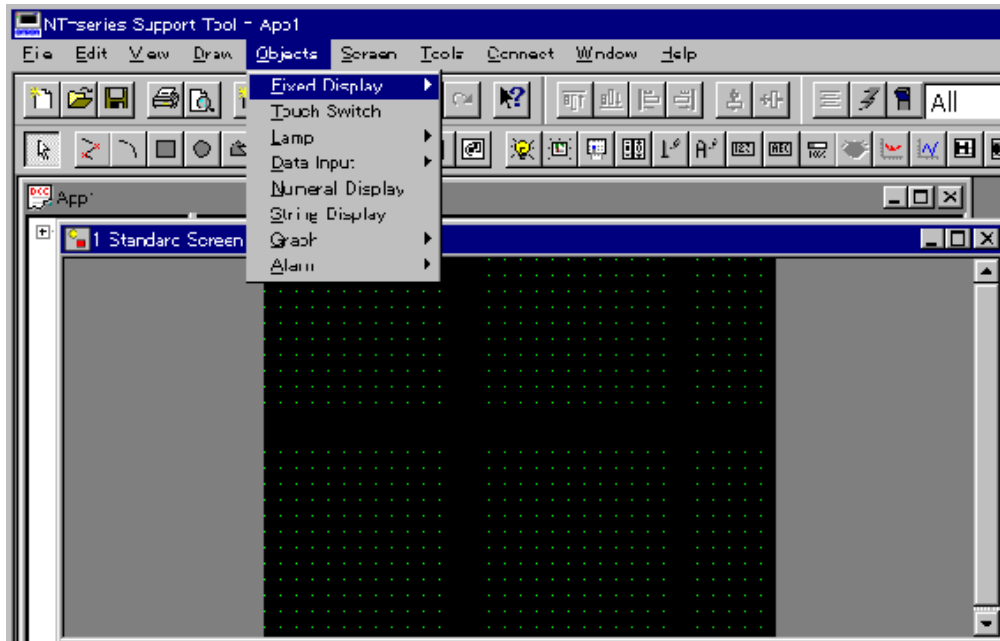 NT-series Support Tool - App1
File Edit View Draw Objects Screen Tools Connect Window Help
All
Fixed Display
Touch Switch
Lamp
Data Input
Numeral Display
String Display
Graph
Alarm
App1
1 Standard Screen